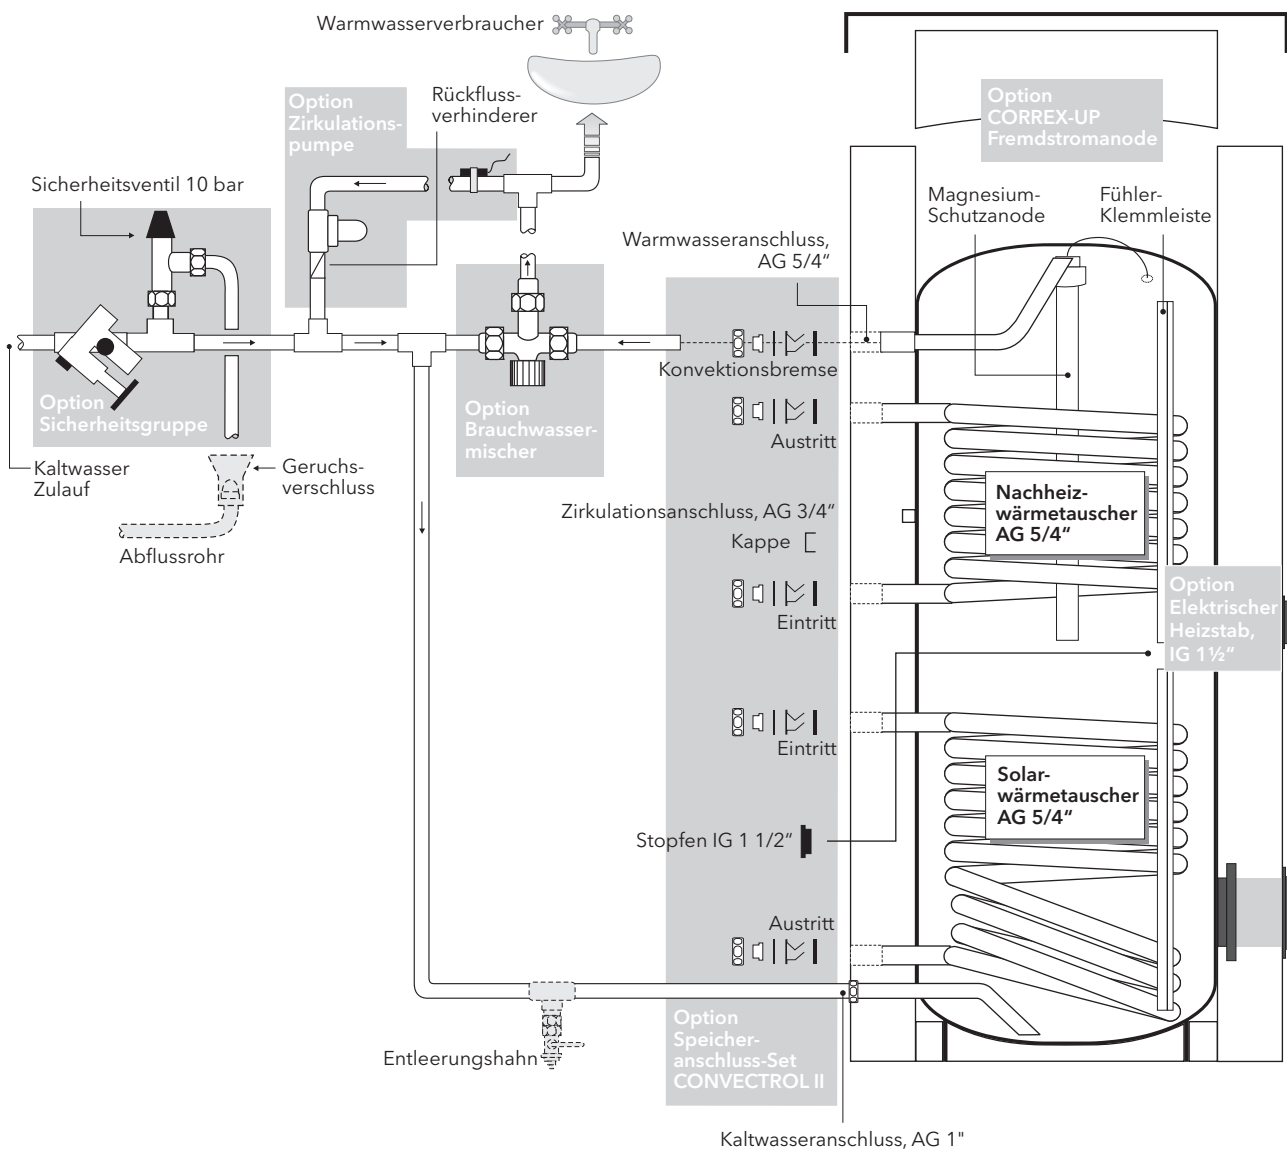 Warmwasserverbraucher
Option
Zirkulations-
pumpe
Rückfluss-
verhinderer
Option
CORREX-UP
Fremdstromanode
Sicherheitsventil 10 bar
Magnesium-
Schutzanode
Fühler-
Klemmleiste
Warmwasseranschluss,
AG 5/4“
Konvektionsbremse
Option
Sicherheitsgruppe
Option
Brauchwasser-
mischer
Austritt
Kaltwasser
Zulauf
Geruchs-
verschluss
Abflussrohr
Zirkulationsanschluss, AG 3/4“
Kappe
Nachheiz-
wärmetauscher
AG 5/4“
Eintritt
Option
Elektrischer
Heizstab,
IG 1½“
Eintritt
Solar-
wärmetauscher
AG 5/4“
Stopfen IG 1 1/2“
Austritt
Option
Speicher-
anschluss-Set
CONVECTROL II
Entleerungshahn
Kaltwasseranschluss, AG 1"